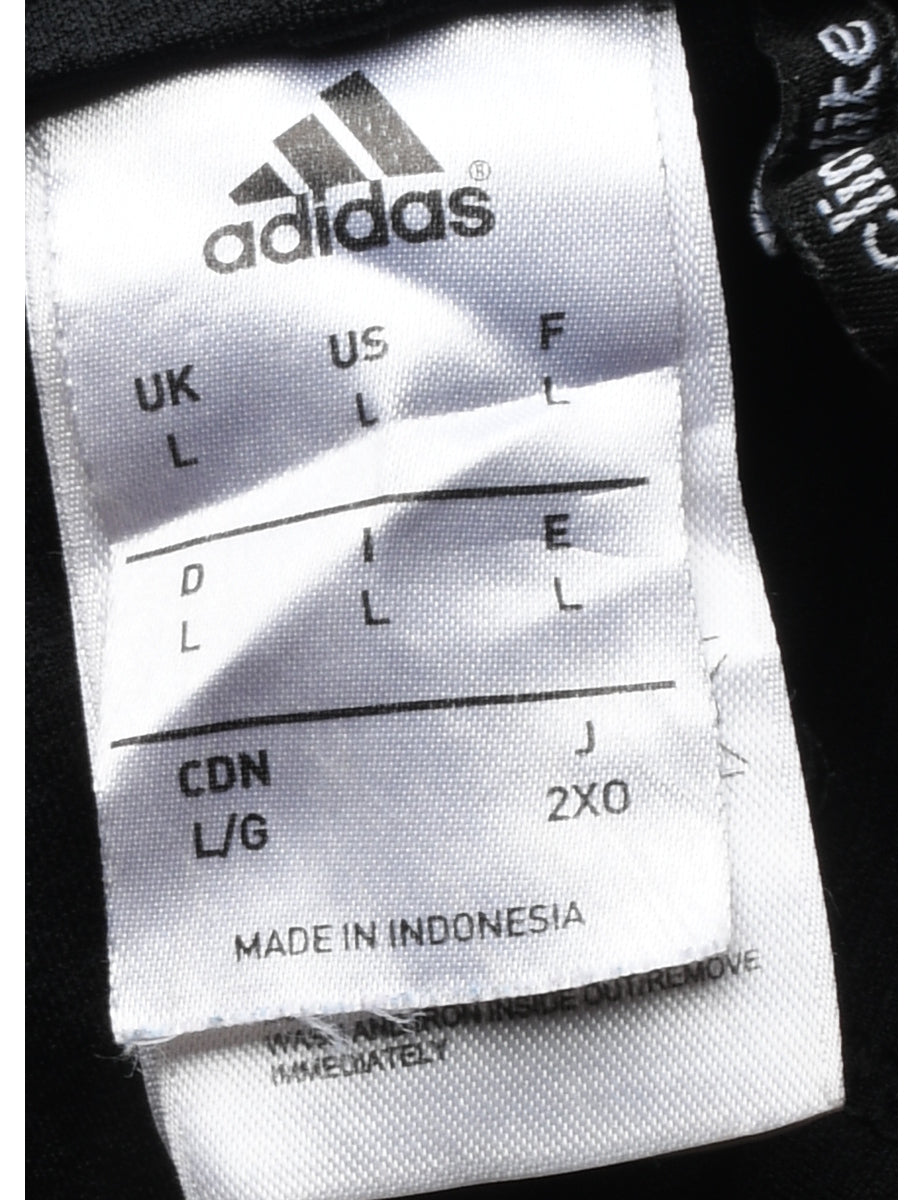 adidas®
UK US F
L L L
D I E
L L L
CDN J
L/G 2XO
MADE IN INDONESIA
WASH AND IRON INSIDE OUT/REMOVE
IMMEDIATELY